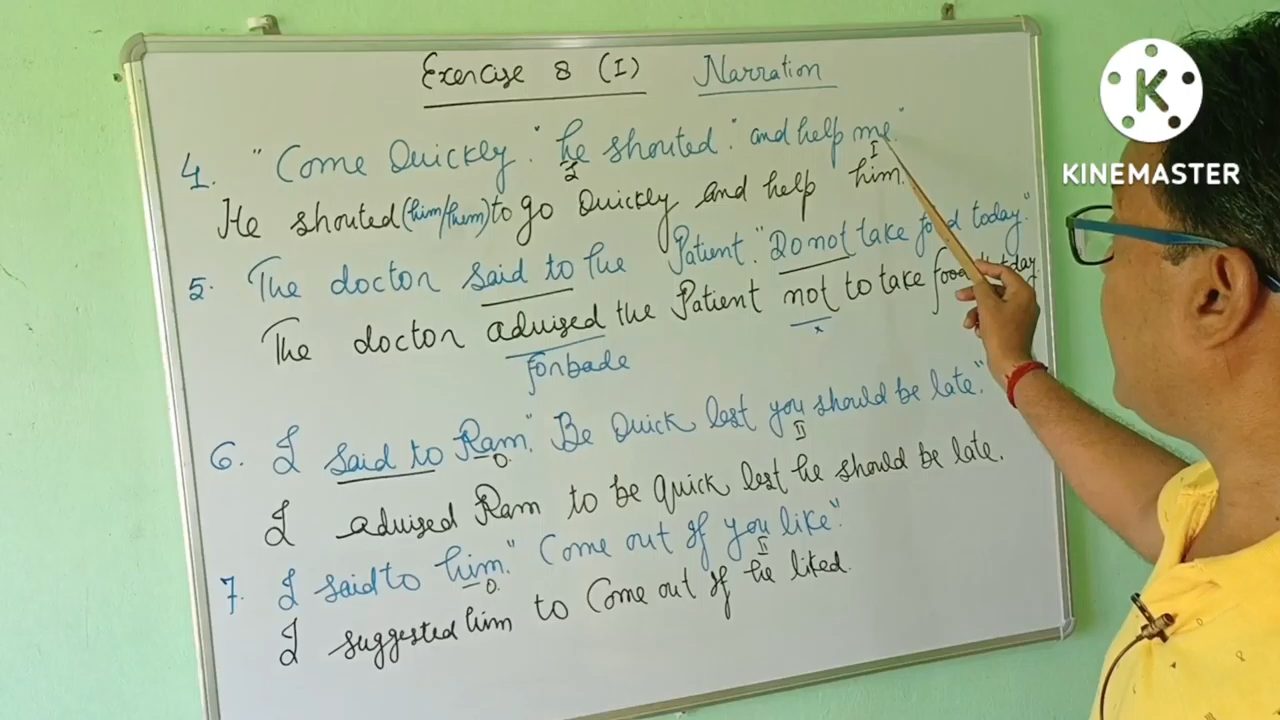 Exercise 8 (I) Narration
4. "Come Quickly." he shouted "and help me."
I I
He shouted (him/them) to go Quickly and help him.
5. The doctor said to the Patient. "Do not take food today".
The doctor advised the Patient not to take food that day.
forbade x
6. I said to Ram." Be Quick lest you should be late."
O. II
I advised Ram to be quick lest he should be late.
7. I said to him." Come out if you like".
O. II
I suggested him to Come out if he liked.
K
KINEMASTER